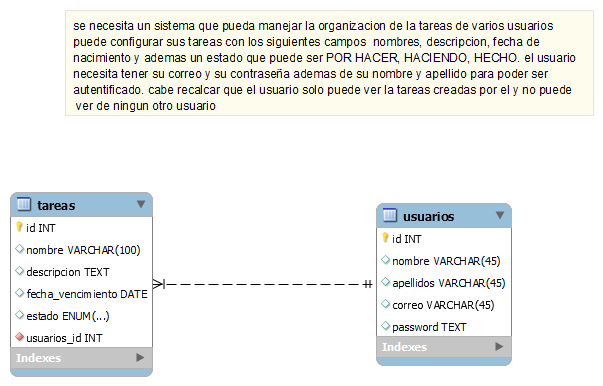 se necesita un sistema que pueda manejar la organizacion de la tareas de varios usuarios
puede configurar sus tareas con los siguientes campos nombres, descripcion, fecha de
nacimiento y ademas un estado que puede ser POR HACER, HACIENDO, HECHO. el usuario
necesita tener su correo y su contraseña ademas de su nombre y apellido para poder ser
autentificado. cabe recalcar que el usuario solo puede ver la tareas creadas por el y no puede
ver de ningun otro usuario
tareas
id INT
nombre VARCHAR(100)
descripcion TEXT
fecha_vencimiento DATE
estado ENUM(...)
usuarios_id INT
Indexes
usuarios
id INT
nombre VARCHAR(45)
apellidos VARCHAR(45)
correo VARCHAR(45)
password TEXT
Indexes